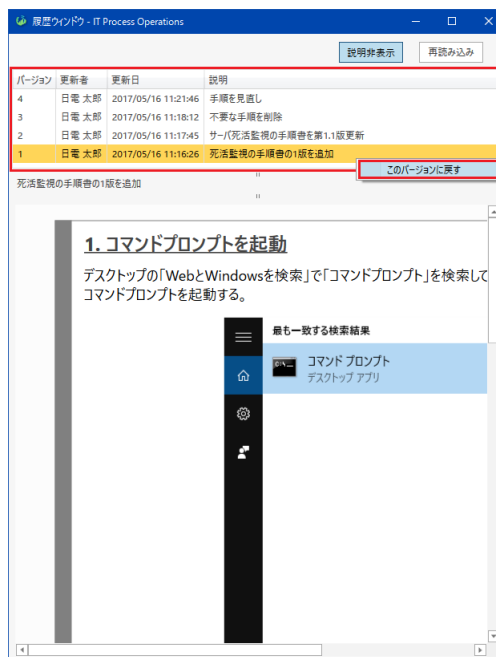 履歴ウィンドウ - IT Process Operations
説明非表示 再読み込み
バージョン 更新者 更新日 説明
4 日電 太郎 2017/05/16 11:21:46 手順を見直し
3 日電 太郎 2017/05/16 11:18:12 不要な手順を削除
2 日電 太郎 2017/05/16 11:17:45 サーバ死活監視の手順書を第1.1版更新
1 日電 太郎 2017/05/16 11:16:26 死活監視の手順書の1版を追加
このバージョンに戻す
死活監視の手順書の1版を追加
1. コマンドプロンプトを起動
デスクトップの「WebとWindowsを検索」で「コマンドプロンプト」を検索して
コマンドプロンプトを起動する。
最も一致する検索結果
コマンド プロンプト
デスクトップ アプリ